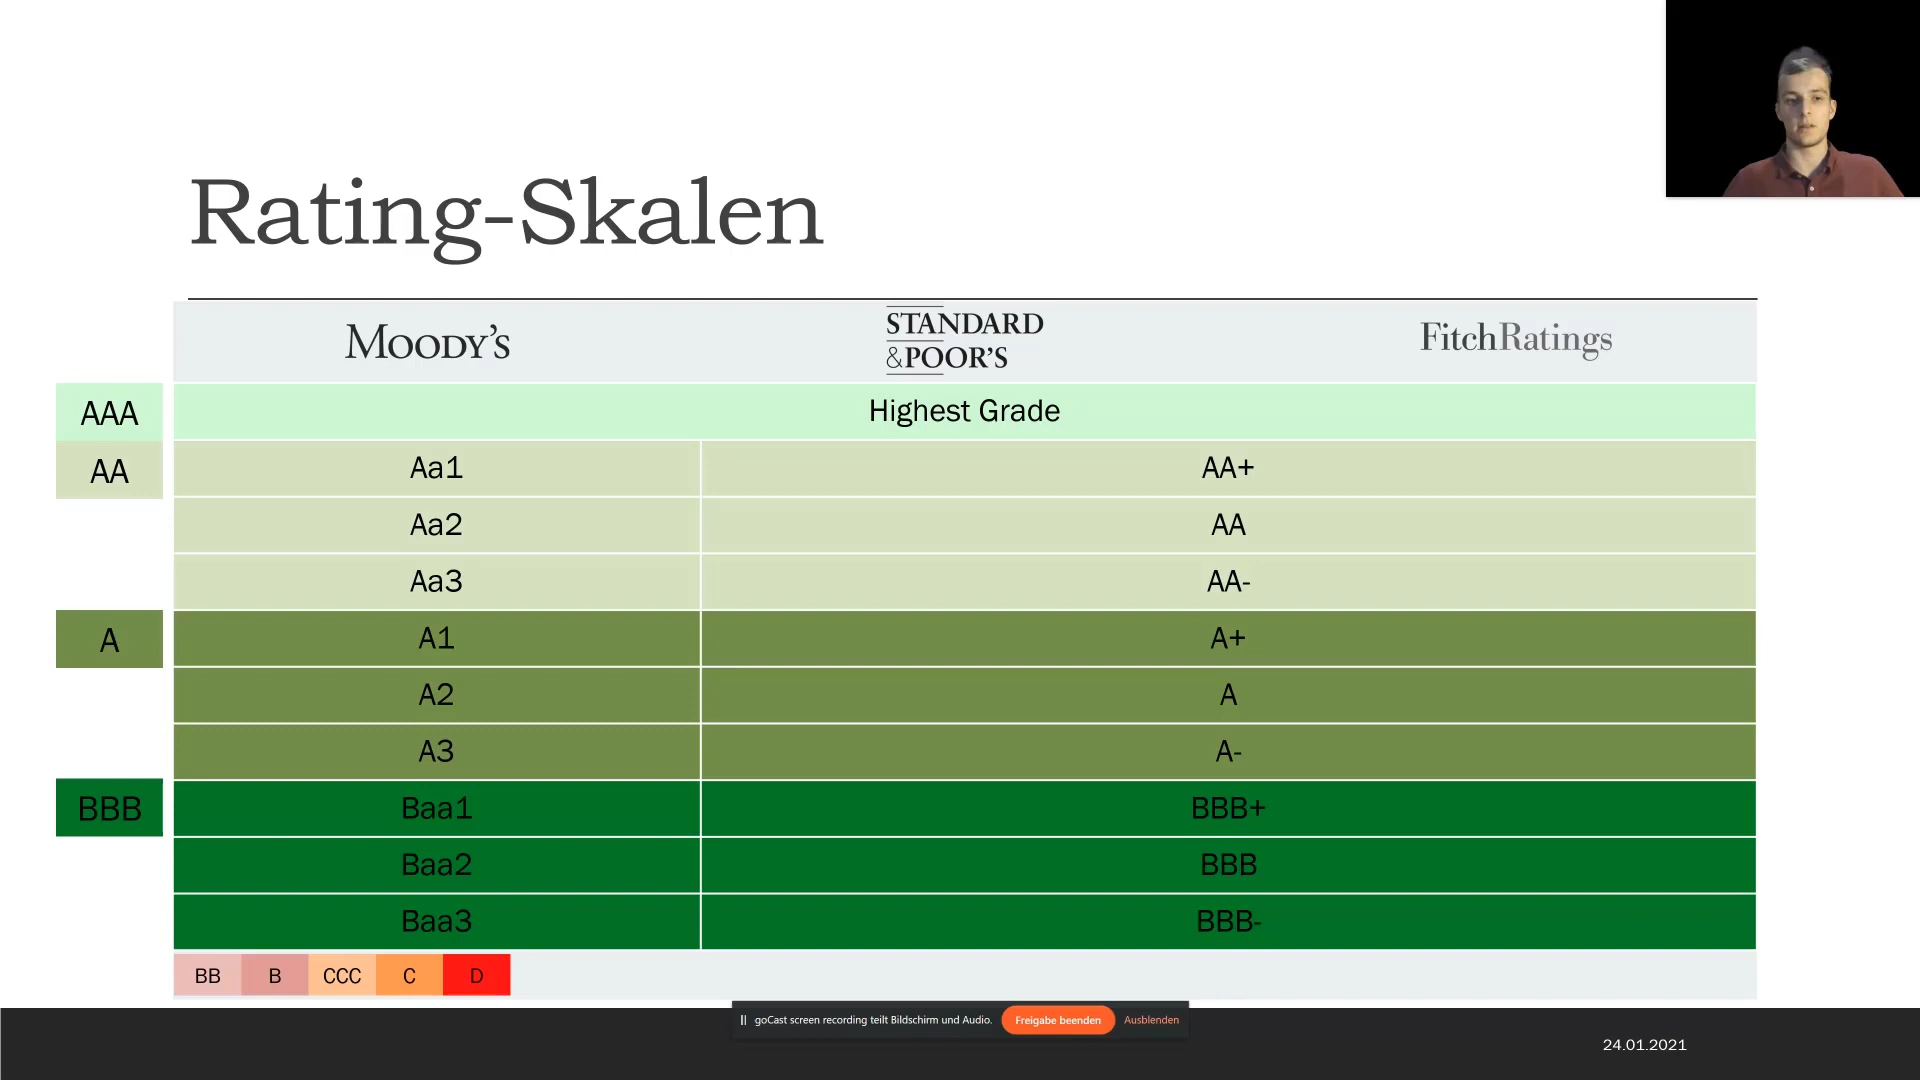 Rating-Skalen
MOODY'S
STANDARD
&POOR'S
FitchRatings
AAA Highest Grade
AA Aa1 AA+
Aa2 AA
Aa3 AA-
A A1 A+
A2 A
A3 A-
BBB Baa1 BBB+
Baa2 BBB
Baa3 BBB-
BB B CCC C D
goCast screen recording teilt Bildschirm und Audio. Freigabe beenden Ausblenden
24.01.2021